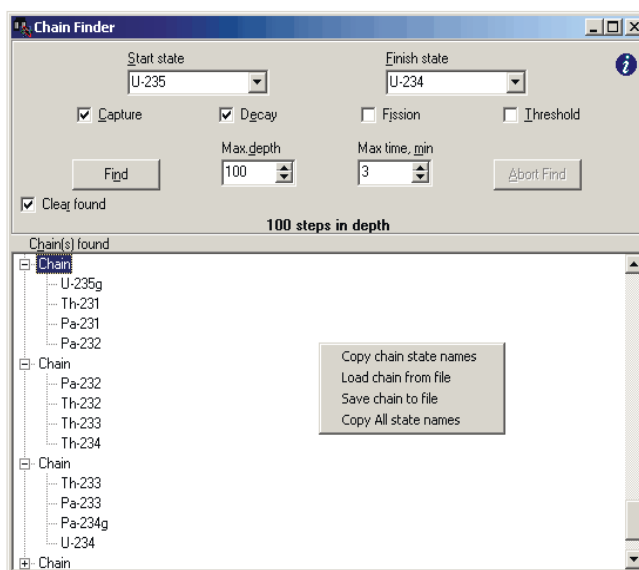 Chain Finder
Start state Finish state
U-235 U-234
Capture Decay Fission Threshold
Max.depth Max time, min
Find 100 3 Abort Find
Clear found
100 steps in depth
Chain(s) found
Chain
U-235g
Th-231
Pa-231
Pa-232
Chain
Pa-232
Th-232
Th-233
Th-234
Chain
Th-233
Pa-233
Pa-234g
U-234
Chain
Copy chain state names
Load chain from file
Save chain to file
Copy All state names